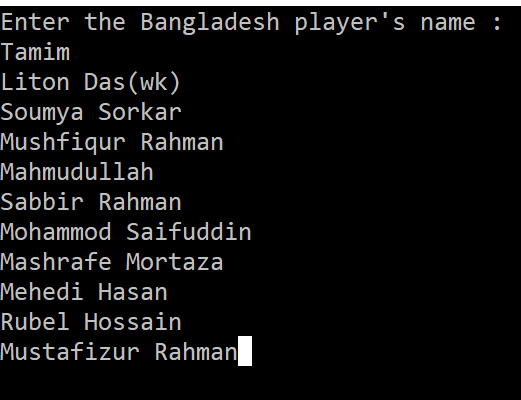 Enter the Bangladesh player's name :
Tamim
Liton Das(wk)
Soumya Sorkar
Mushfiqur Rahman
Mahmudullah
Sabbir Rahman
Mohammod Saifuddin
Mashrafe Mortaza
Mehedi Hasan
Rubel Hossain
Mustafizur Rahman